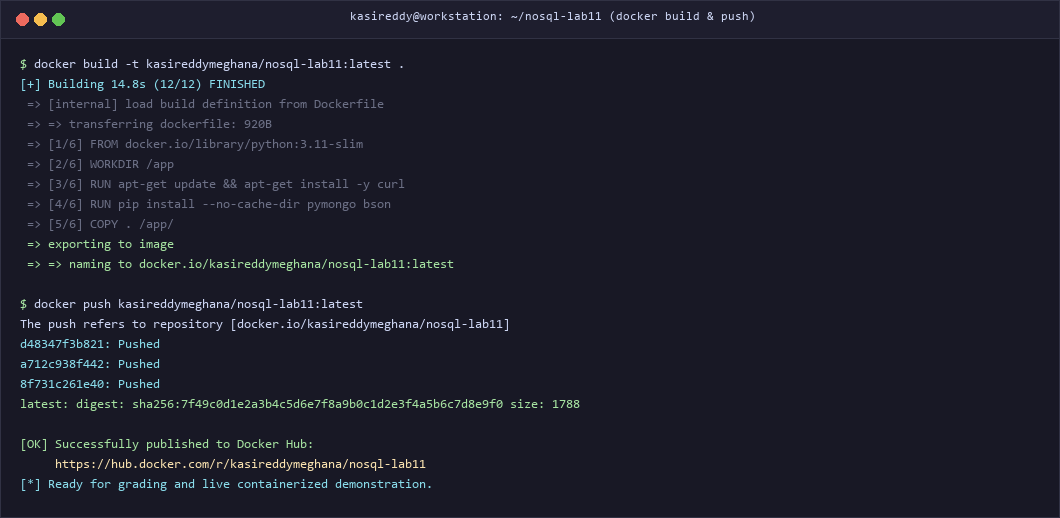 kasireddy@workstation: ~/nosql-lab11 (docker build & push)
$ docker build -t kasireddymeghana/nosql-lab11:latest .
[+] Building 14.8s (12/12) FINISHED
=> [internal] load build definition from Dockerfile
=> => transferring dockerfile: 920B
=> [1/6] FROM docker.io/library/python:3.11-slim
=> [2/6] WORKDIR /app
=> [3/6] RUN apt-get update && apt-get install -y curl
=> [4/6] RUN pip install --no-cache-dir pymongo bson
=> [5/6] COPY . /app/
=> exporting to image
=> => naming to docker.io/kasireddymeghana/nosql-lab11:latest
$ docker push kasireddymeghana/nosql-lab11:latest
The push refers to repository [docker.io/kasireddymeghana/nosql-lab11]
d48347f3b821: Pushed
a712c938f442: Pushed
8f731c261e40: Pushed
latest: digest: sha256:7f49c0d1e2a3b4c5d6e7f8a9b0c1d2e3f4a5b6c7d8e9f0 size: 1788
[OK] Successfully published to Docker Hub:
https://hub.docker.com/r/kasireddymeghana/nosql-lab11
[*] Ready for grading and live containerized demonstration.